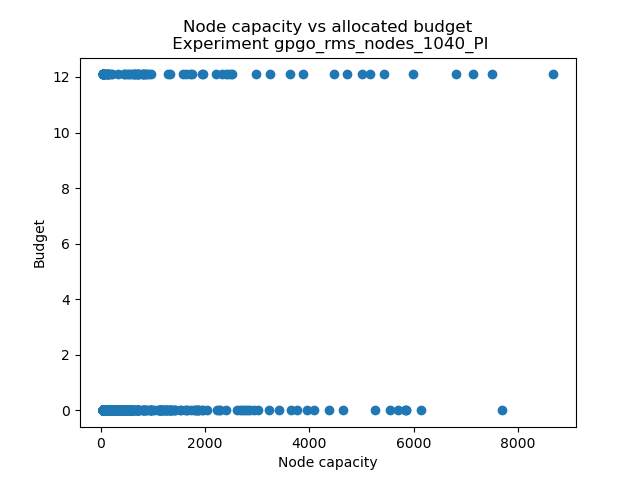 Node capacity vs allocated budget
Experiment gpgo_rms_nodes_1040_PI
12
10
8
6
4
2
0
Budget
0 2000 4000 6000 8000
Node capacity